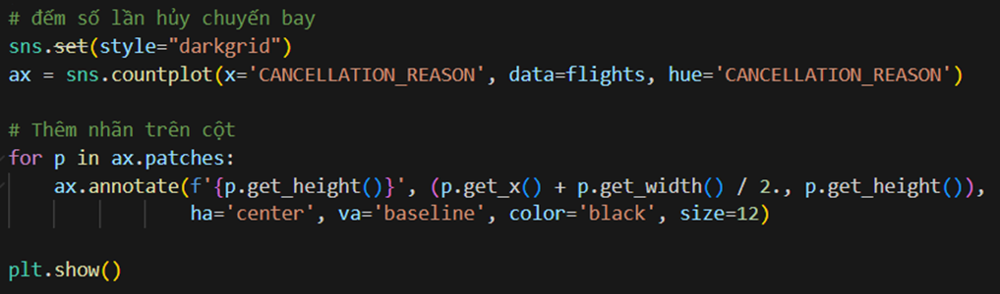 # đếm số lần hủy chuyến bay
sns.set(style="darkgrid")
ax = sns.countplot(x='CANCELLATION_REASON', data=flights, hue='CANCELLATION_REASON')
# Thêm nhãn trên cột
for p in ax.patches:
ax.annotate(f'{p.get_height()}', (p.get_x() + p.get_width() / 2., p.get_height()),
ha='center', va='baseline', color='black', size=12)
plt.show()